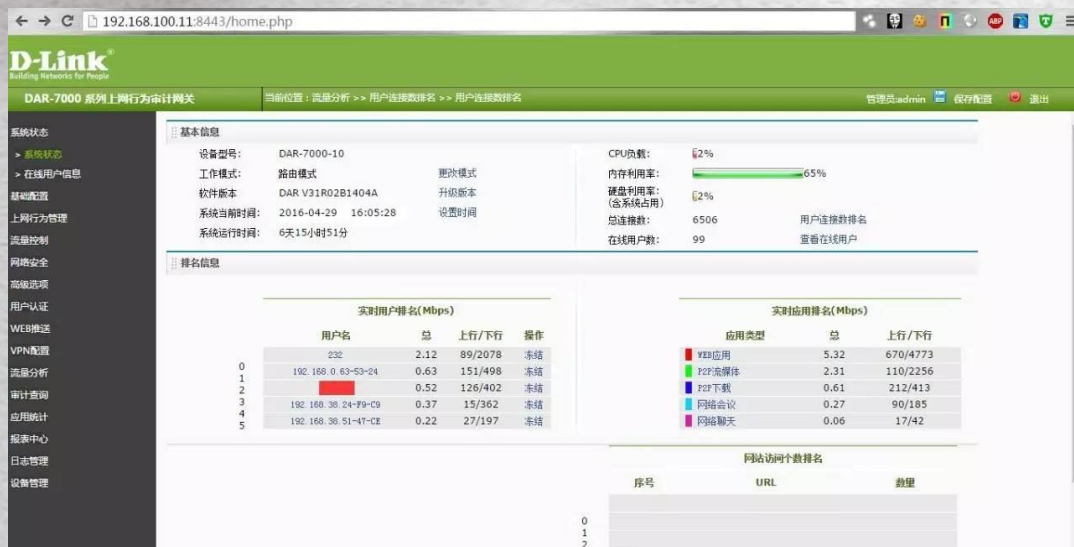 192.168.100.11:8443/home.php
D-Link
Building Networks for People
DAR-7000 系列上网行为审计网关
当前位置：流量分析 >> 用户连接数排名 >> 用户连接数排名
管理员:admin 保存配置 退出
系统状态
> 系统状态
> 在线用户信息
基础配置
上网行为管理
流量控制
网络安全
高级选项
用户认证
WEB推送
VPN配置
流量分析
审计查询
应用统计
报表中心
日志管理
设备管理
基本信息
设备型号: DAR-7000-10
工作模式: 路由模式 更改模式
软件版本 DAR V31R02B1404A 升级版本
系统当前时间: 2016-04-29 16:05:28 设置时间
系统运行时间: 6天15小时51分
CPU负载: 2%
内存利用率: 65%
硬盘利用率: 2%
(含系统占用)
总连接数: 6506 用户连接数排名
在线用户数: 99 查看在线用户
排名信息
实时用户排名(Mbps)
用户名 总 上行/下行 操作
232 2.12 89/2078 冻结
192.168.0.63-53-24 0.63 151/498 冻结
0.52 126/402 冻结
192.168.38.24-F9-C9 0.37 15/362 冻结
192.168.38.51-47-CE 0.22 27/197 冻结
0
1
2
3
4
5
实时应用排名(Mbps)
应用类型 总 上行/下行
WEB应用 5.32 670/4773
P2P流媒体 2.31 110/2256
P2P下载 0.61 212/413
网络会议 0.27 90/185
网络聊天 0.06 17/42
网站访问个数排名
序号 URL 数量
0
1
2